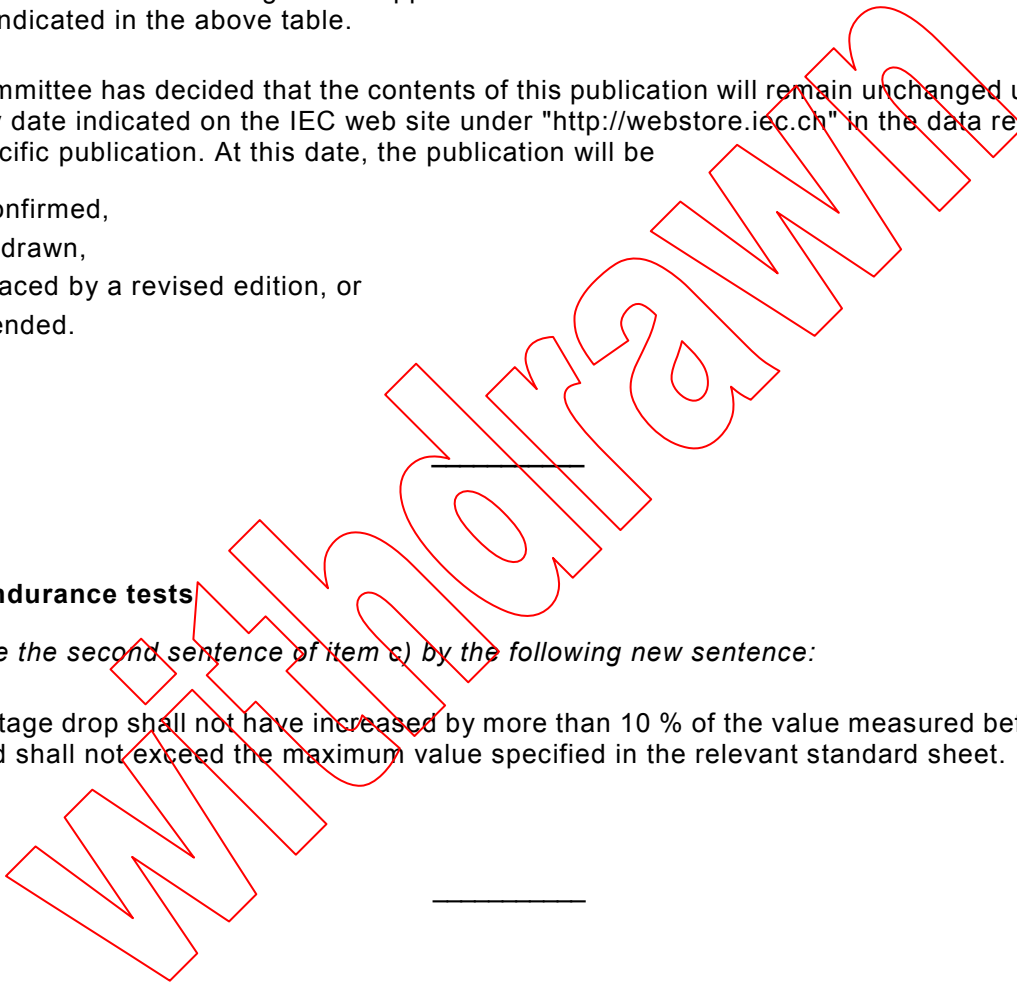 indicated in the above table.
mmittee has decided that the contents of this publication will remain unchanged
date indicated on the IEC web site under "http://webstore.iec.ch" in the data
cific publication. At this date, the publication will be
onfirmed,
drawn,
aced by a revised edition, or
ended.
ndurance tests
e the second sentence of item c) by the following new sentence:
tage drop shall not have increased by more than 10 % of the value measured bef
d shall not exceed the maximum value specified in the relevant standard sheet.
withdrawn